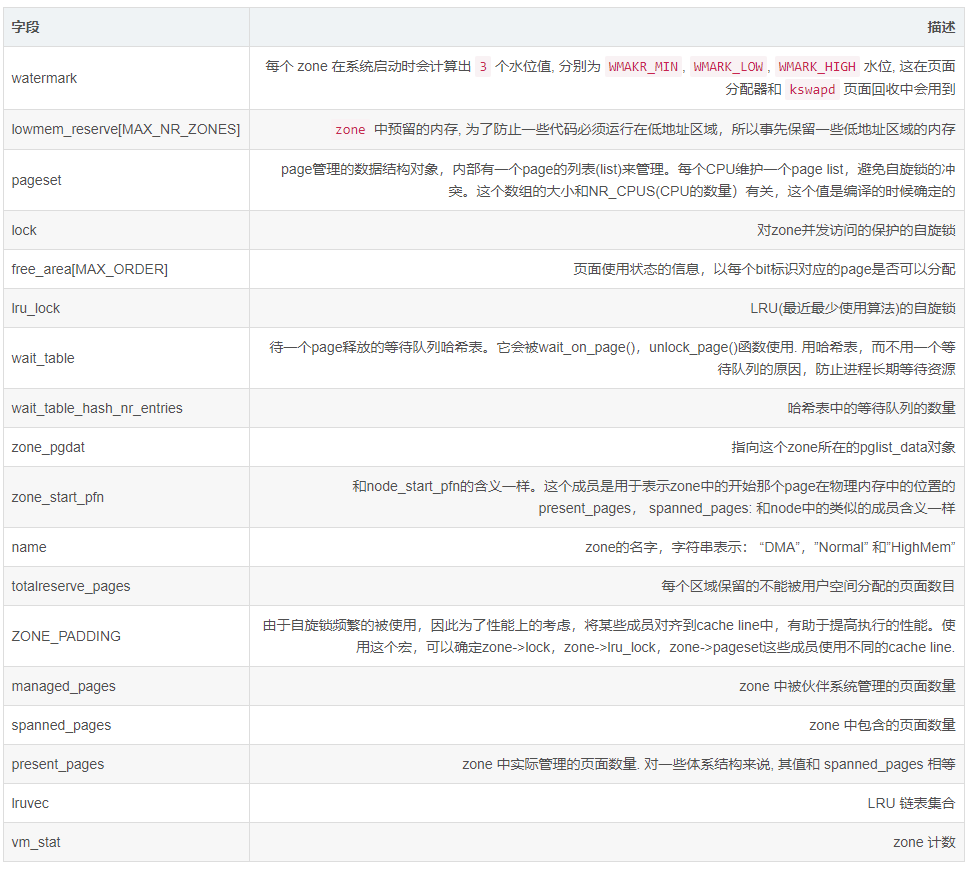 字段 描述
watermark 每个 zone 在系统启动时会计算出 3 个水位值, 分别为 WMAKR_MIN, WMARK_LOW, WMARK_HIGH 水位, 这在页面
分配器和 kswapd 页面回收中会用到
lowmem_reserve[MAX_NR_ZONES] zone 中预留的内存, 为了防止一些代码必须运行在低地址区域，所以事先保留一些低地址区域的内存
pageset page管理的数据结构对象，内部有一个page的列表(list)来管理。每个CPU维护一个page list，避免自旋锁的冲
突。这个数组的大小和NR_CPUS(CPU的数量）有关，这个值是编译的时候确定的
lock 对zone并发访问的保护的自旋锁
free_area[MAX_ORDER] 页面使用状态的信息，以每个bit标识对应的page是否可以分配
lru_lock LRU(最近最少使用算法)的自旋锁
wait_table 待一个page释放的等待队列哈希表。它会被wait_on_page()，unlock_page()函数使用. 用哈希表，而不用一个等
待队列的原因，防止进程长期等待资源
wait_table_hash_nr_entries 哈希表中的等待队列的数量
zone_pgdat 指向这个zone所在的pglist_data对象
zone_start_pfn 和node_start_pfn的含义一样。这个成员是用于表示zone中的开始那个page在物理内存中的位置的
present_pages， spanned_pages: 和node中的类似的成员含义一样
name zone的名字，字符串表示： “DMA”，”Normal” 和”HighMem”
totalreserve_pages 每个区域保留的不能被用户空间分配的页面数目
ZONE_PADDING 由于自旋锁频繁的被使用，因此为了性能上的考虑，将某些成员对齐到cache line中，有助于提高执行的性能。使
用这个宏，可以确定zone->lock，zone->lru_lock，zone->pageset这些成员使用不同的cache line.
managed_pages zone 中被伙伴系统管理的页面数量
spanned_pages zone 中包含的页面数量
present_pages zone 中实际管理的页面数量. 对一些体系结构来说, 其值和 spanned_pages 相等
lruvec LRU 链表集合
vm_stat zone 计数